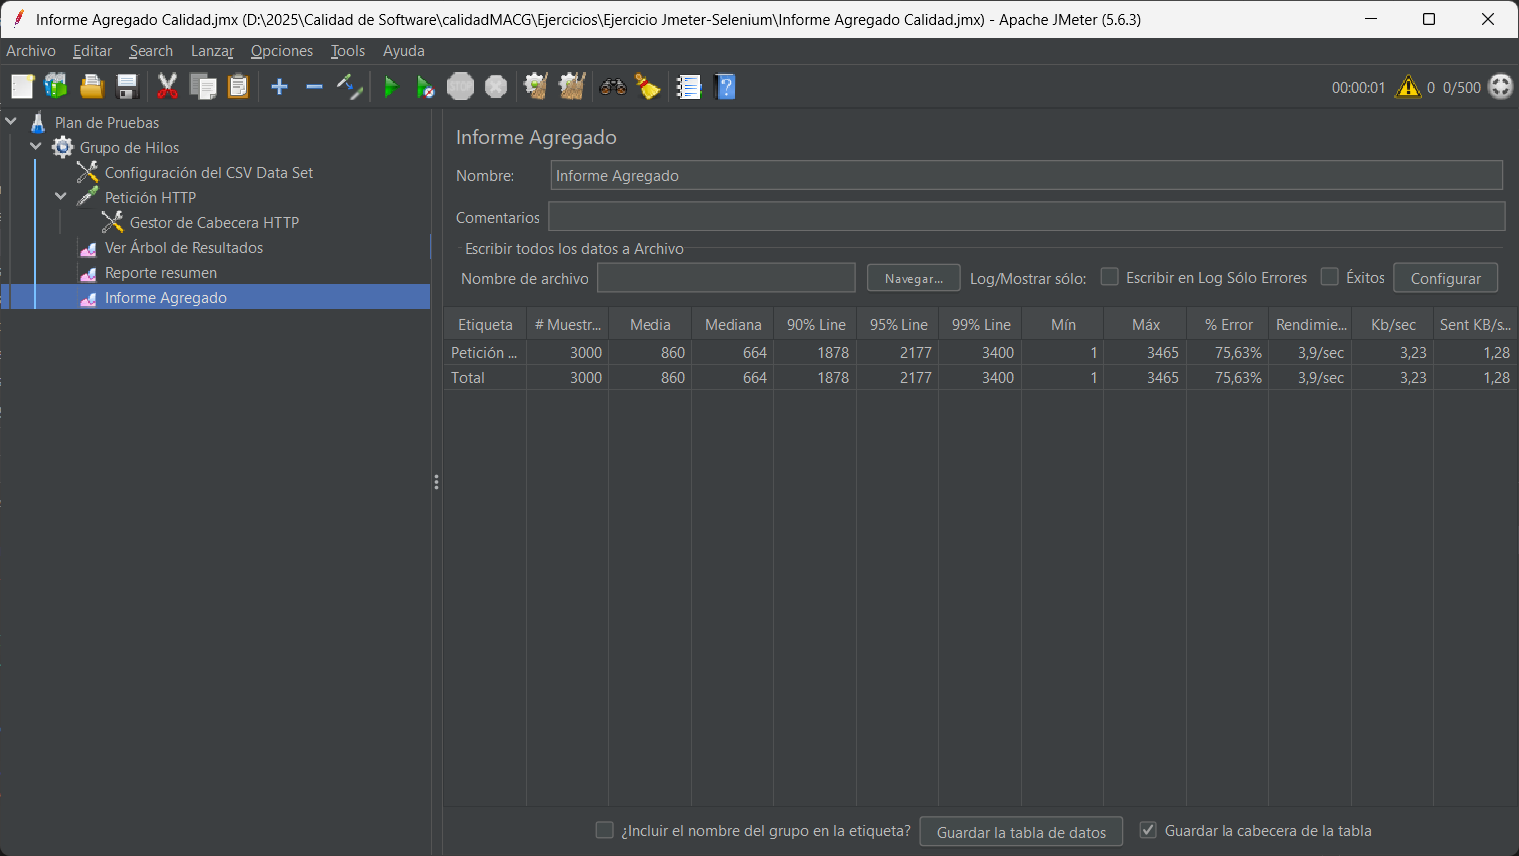 Informe Agregado Calidad.jmx (D:\2025\Calidad de Software\calidadMACG\Ejercicios\Ejercicio Jmeter-Selenium\Informe Agregado Calidad.jmx) - Apache JMeter (5.6.3)
Archivo Editar Search Lanzar Opciones Tools Ayuda
STOP 00:00:01 0 0/500
Plan de Pruebas
Grupo de Hilos
Configuración del CSV Data Set
Petición HTTP
Gestor de Cabecera HTTP
Ver Árbol de Resultados
Reporte resumen
Informe Agregado
Informe Agregado
Nombre: Informe Agregado
Comentarios
Escribir todos los datos a Archivo
Nombre de archivo Navegar... Log/Mostrar sólo: Escribir en Log Sólo Errores Éxitos Configurar
Etiqueta # Muestr... Media Mediana 90% Line 95% Line 99% Line Mín Máx % Error Rendimie... Kb/sec Sent KB/s...
Petición ... 3000 860 664 1878 2177 3400 1 3465 75,63% 3,9/sec 3,23 1,28
Total 3000 860 664 1878 2177 3400 1 3465 75,63% 3,9/sec 3,23 1,28
¿Incluir el nombre del grupo en la etiqueta? Guardar la tabla de datos Guardar la cabecera de la tabla